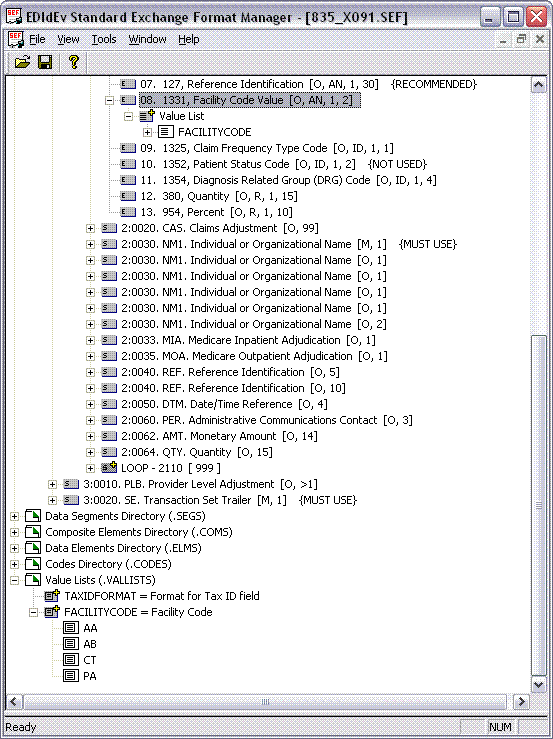 EDIdEv Standard Exchange Format Manager - [835_X091.SEF]
File View Tools Window Help
07. 127, Reference Identification [O, AN, 1, 30] {RECOMMENDED}
08. 1331, Facility Code Value [O, AN, 1, 2]
Value List
FACILITYCODE
09. 1325, Claim Frequency Type Code [O, ID, 1, 1]
10. 1352, Patient Status Code [O, ID, 1, 2] {NOT USED}
11. 1354, Diagnosis Related Group (DRG) Code [O, ID, 1, 4]
12. 380, Quantity [O, R, 1, 15]
13. 954, Percent [O, R, 1, 10]
2:0020. CAS. Claims Adjustment [O, 99]
2:0030. NM1. Individual or Organizational Name [M, 1] {MUST USE}
2:0030. NM1. Individual or Organizational Name [O, 1]
2:0030. NM1. Individual or Organizational Name [O, 1]
2:0030. NM1. Individual or Organizational Name [O, 1]
2:0030. NM1. Individual or Organizational Name [O, 1]
2:0030. NM1. Individual or Organizational Name [O, 2]
2:0033. MIA. Medicare Inpatient Adjudication [O, 1]
2:0035. MOA. Medicare Outpatient Adjudication [O, 1]
2:0040. REF. Reference Identification [O, 5]
2:0040. REF. Reference Identification [O, 10]
2:0050. DTM. Date/Time Reference [O, 4]
2:0060. PER. Administrative Communications Contact [O, 3]
2:0062. AMT. Monetary Amount [O, 14]
2:0064. QTY. Quantity [O, 15]
LOOP - 2110 [ 999 ]
3:0010. PLB. Provider Level Adjustment [O, >1]
3:0020. SE. Transaction Set Trailer [M, 1] {MUST USE}
Data Segments Directory (.SEGS)
Composite Elements Directory (.COMS)
Data Elements Directory (.ELMS)
Codes Directory (.CODES)
Value Lists (.VALLISTS)
TAXIDFORMAT = Format for Tax ID field
FACILITYCODE = Facility Code
AA
AB
CT
PA
Ready NUM